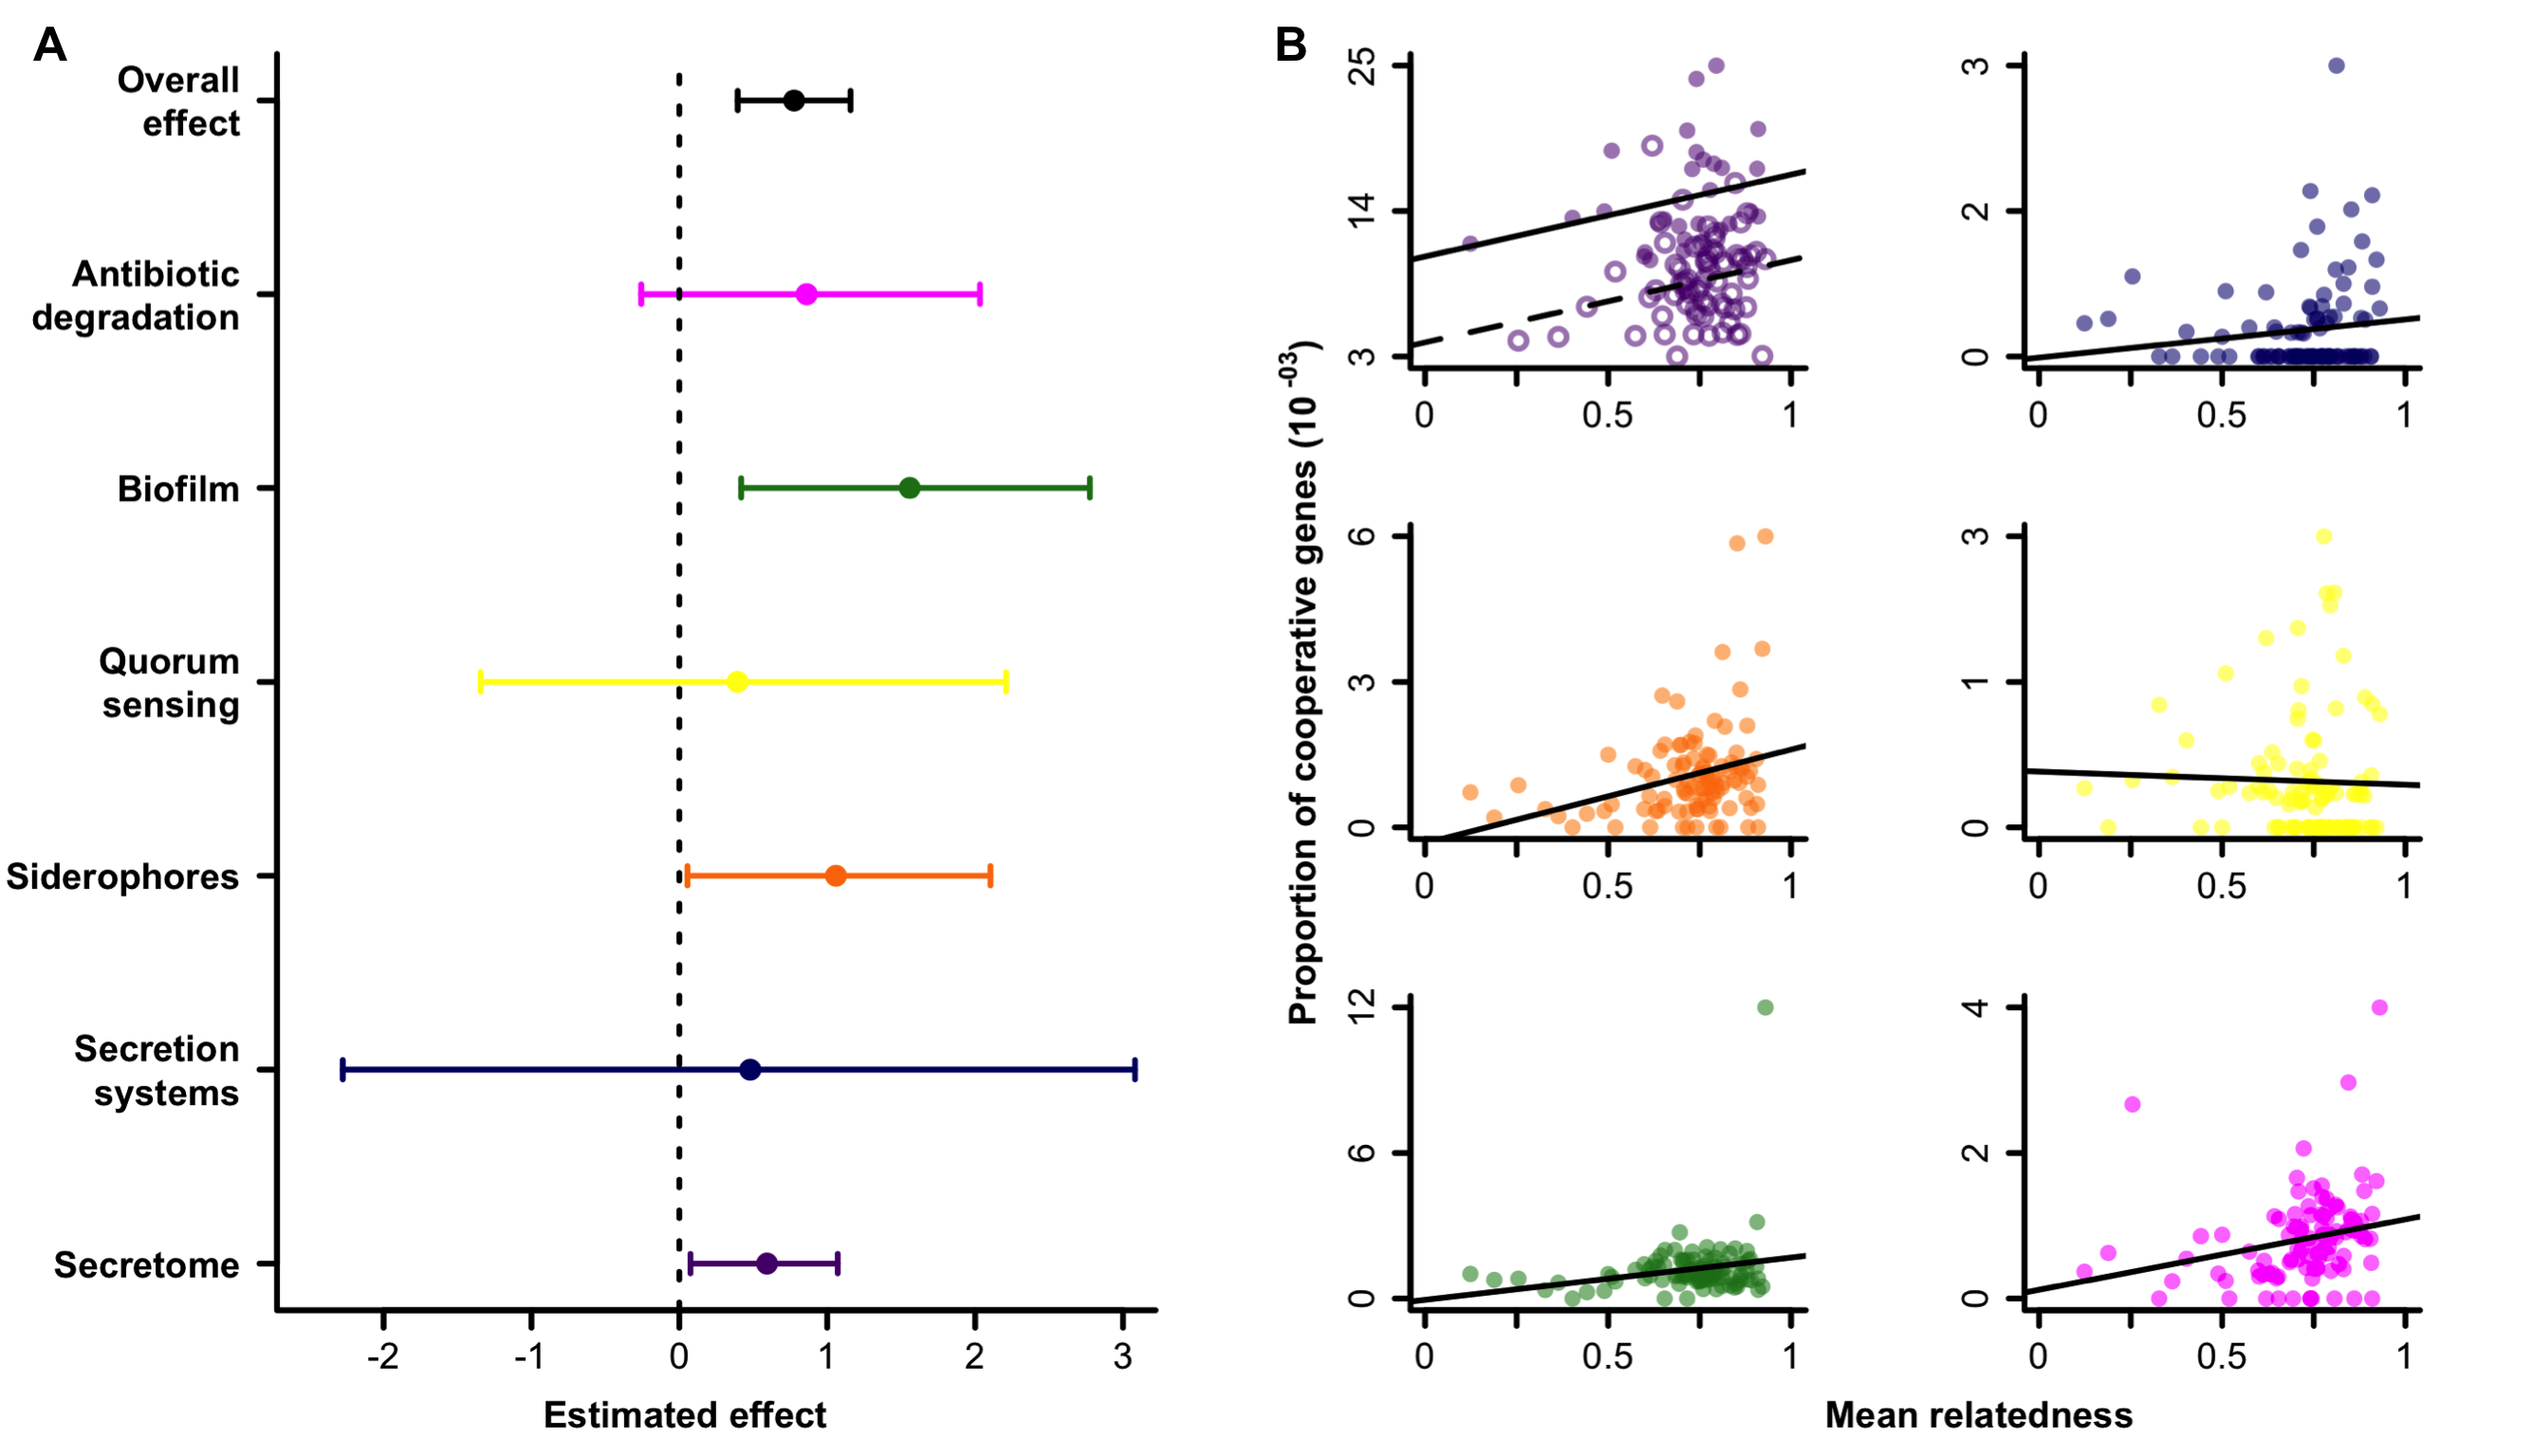 A
Overall
effect
Antibiotic
degradation
Biofilm
Quorum
sensing
Siderophores
Secretion
systems
Secretome
-2 -1 0 1 2 3
Estimated effect
B
Proportion of cooperative genes (10 -03)
25
14
3
0 0.5 1
3
2
0
0 0.5 1
6
3
0
0 0.5 1
3
1
0
0 0.5 1
12
6
0
0 0.5 1
4
2
0
0 0.5 1
Mean relatedness